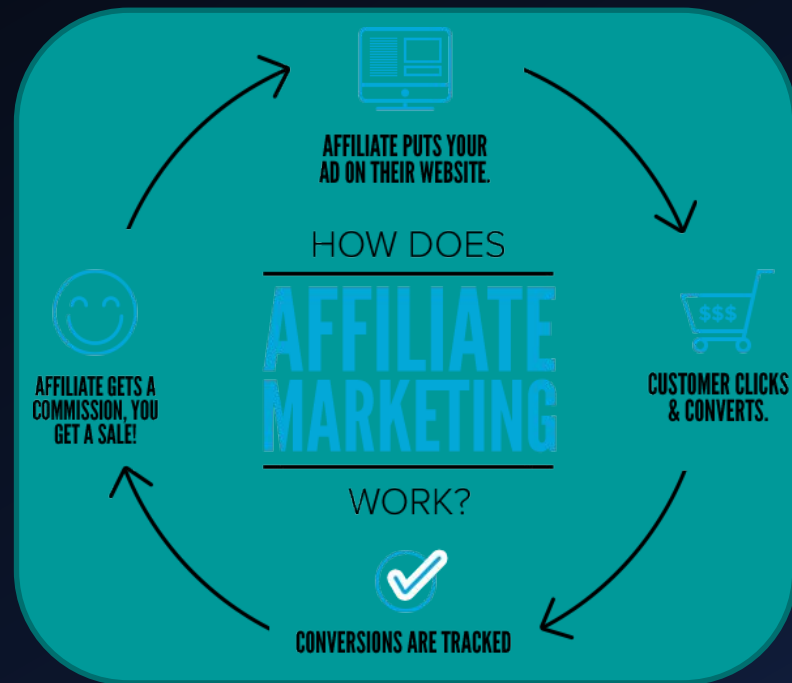 AFFILIATE PUTS YOUR
AD ON THEIR WEBSITE.
HOW DOES
AFFILIATE
MARKETING
WORK?
$$$
CUSTOMER CLICKS
& CONVERTS.
CONVERSIONS ARE TRACKED
AFFILIATE GETS A
COMMISSION, YOU
GET A SALE!